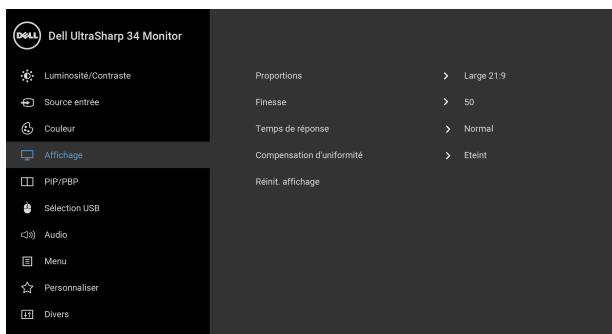 DELL Dell UltraSharp 34 Monitor
Luminosité/Contraste
Source entrée
Couleur
Affichage
PIP/PBP
Sélection USB
Audio
Menu
Personnaliser
Divers
Proportions > Large 21:9
Finesse > 50
Temps de réponse > Normal
Compensation d'uniformité > Eteint
Réinit. affichage